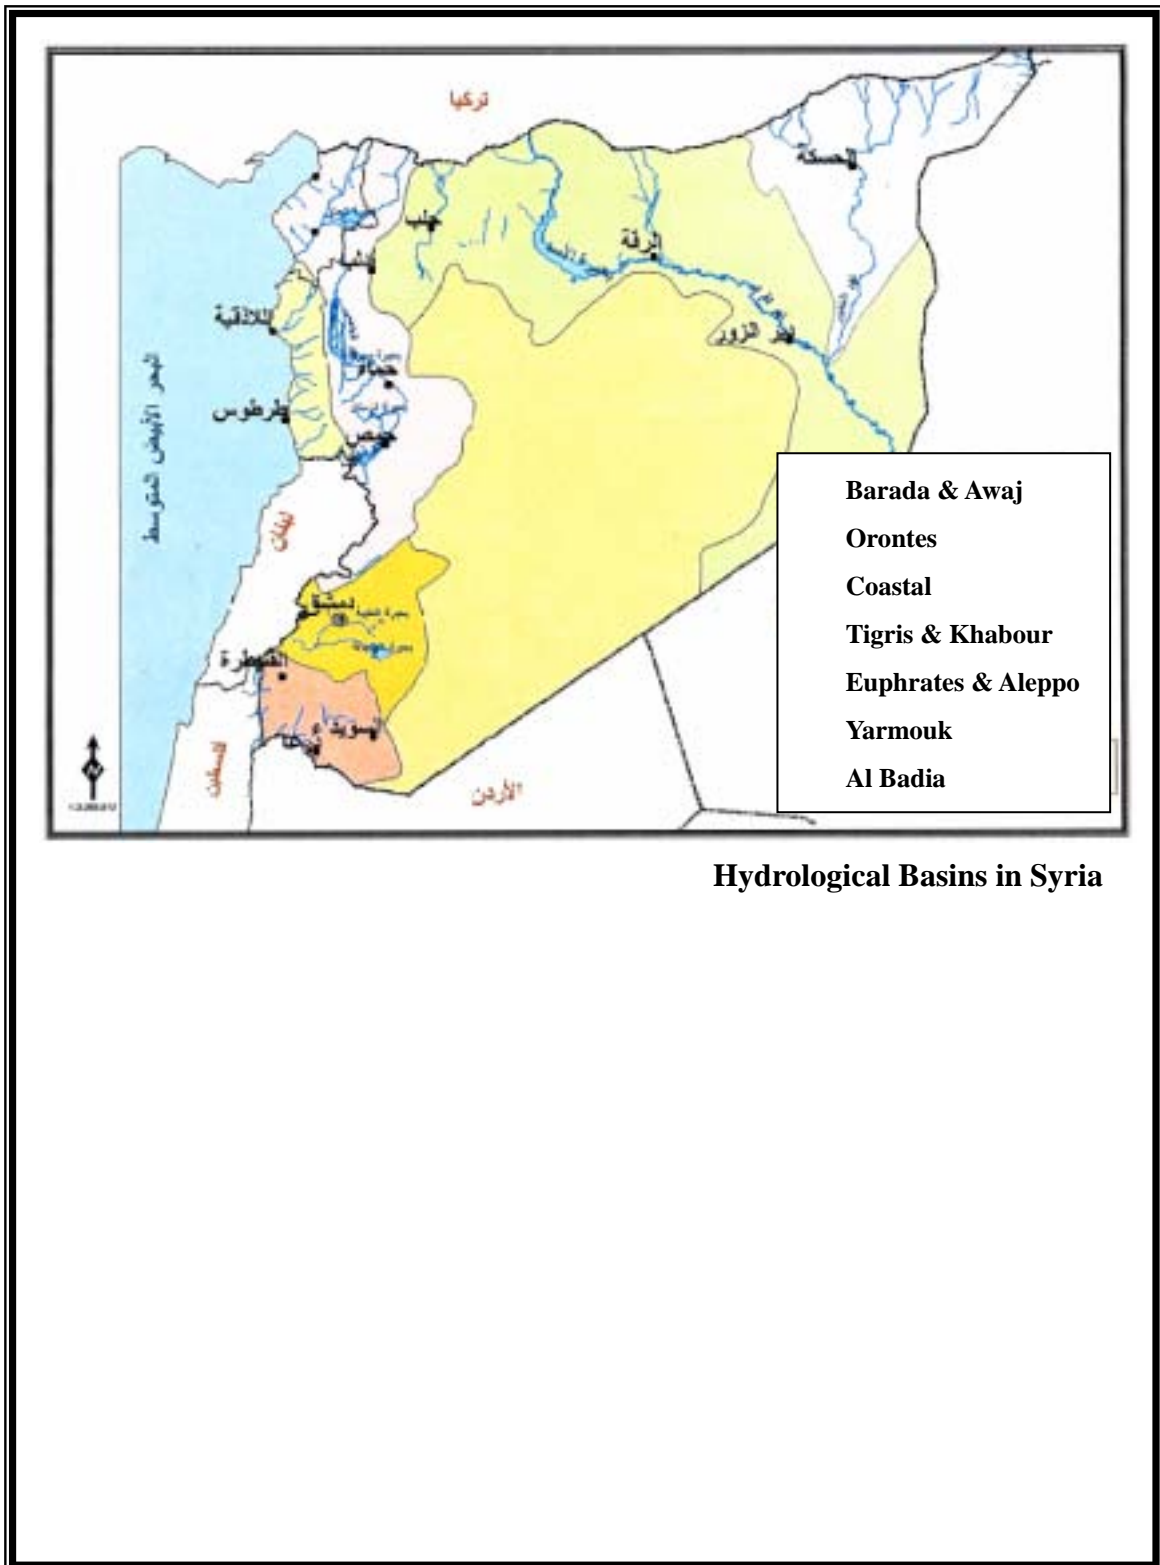 تركيا
الحسكة
حلب
الرقة
اللاذقية
دير الزور
حماه
طرطوس
حمص
البحر الأبيض المتوسط
لبنان
دمشق
القنيطرة
السويداء
فلسطين
الأردن
Barada & Awaj
Orontes
Coastal
Tigris & Khabour
Euphrates & Aleppo
Yarmouk
Al Badia
Hydrological Basins in Syria